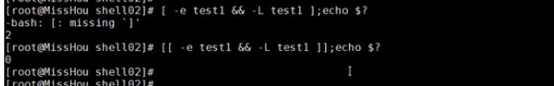 [root@MissHou shell02]# [ -e test1 && -L test1 ];echo $?
-bash: [: missing `]'
2
[root@MissHou shell02]# [[ -e test1 && -L test1 ]];echo $?
0
[root@MissHou shell02]#
[root@MissHou shell02]#